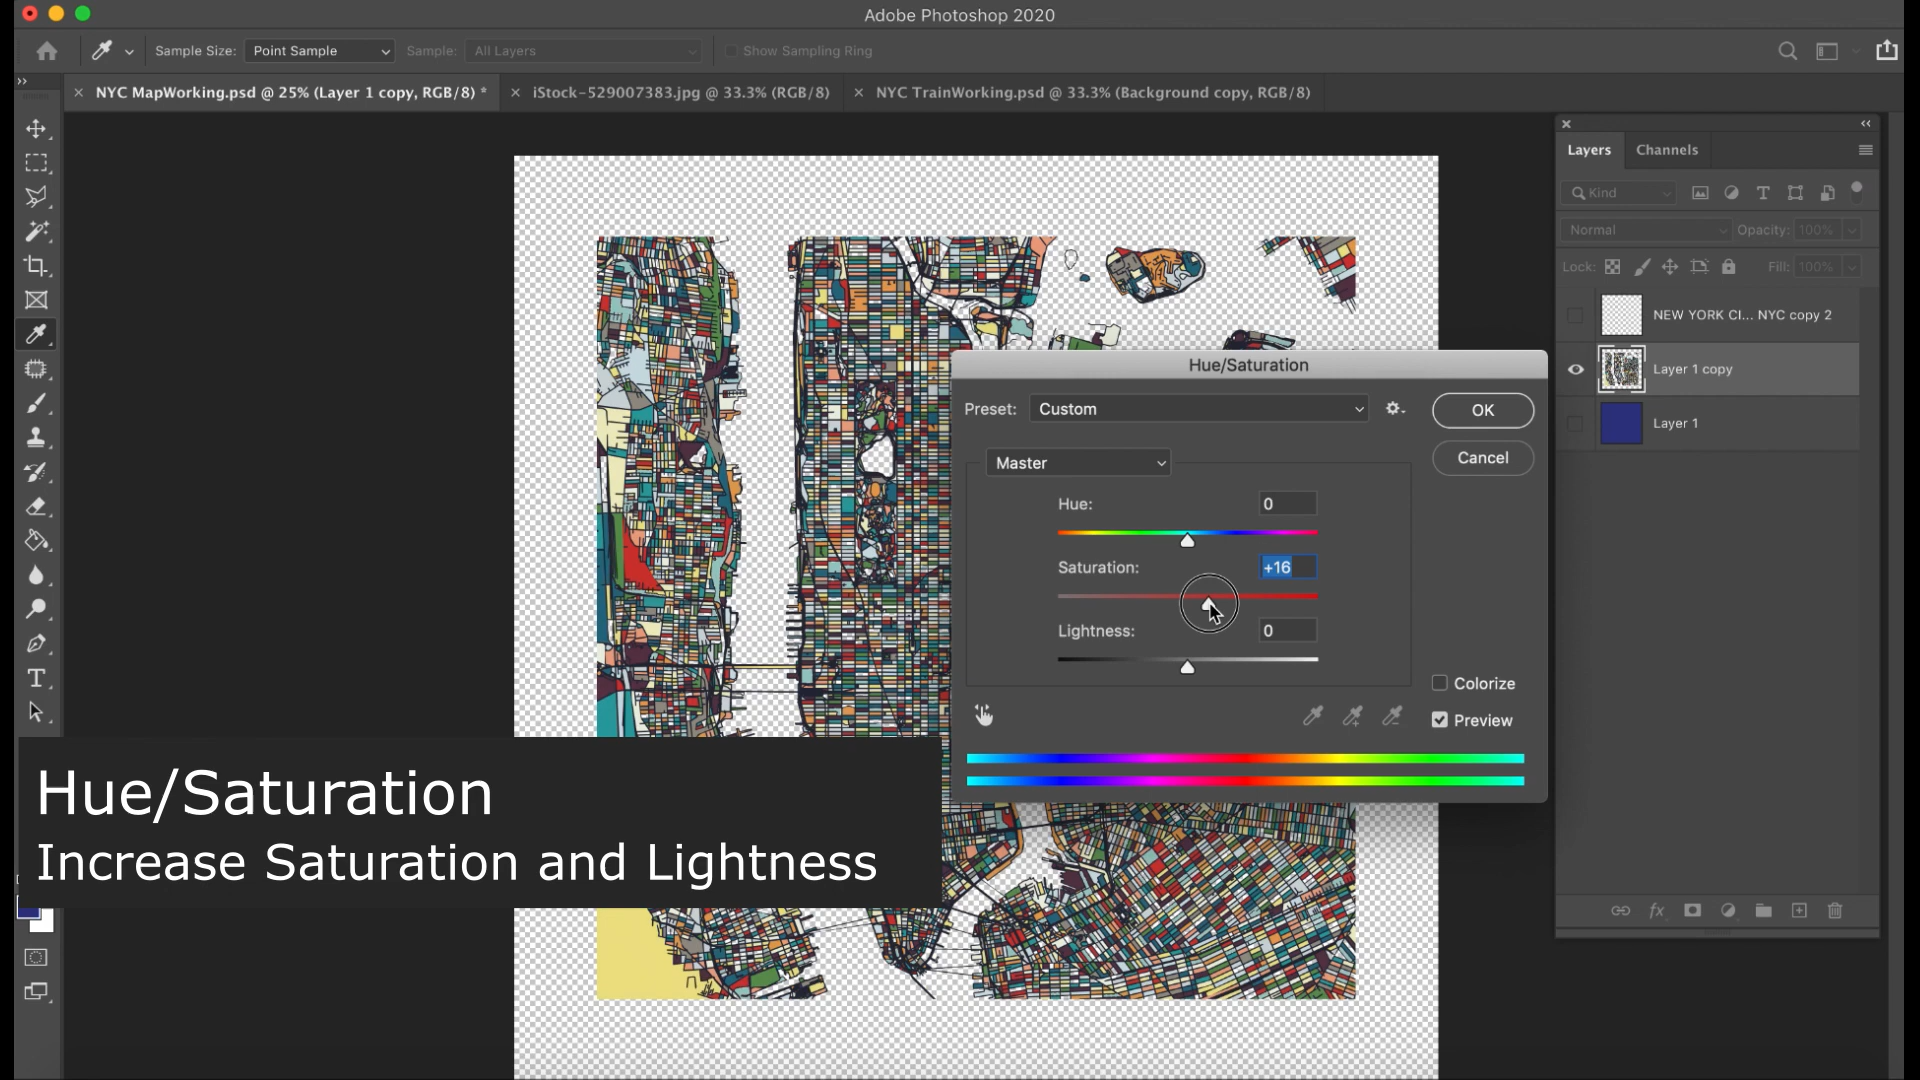 Adobe Photoshop 2020
Sample Size: Point Sample Sample: All Layers Show Sampling Ring
NYC MapWorking.psd @ 25% (Layer 1 copy, RGB/8) *
iStock-529007383.jpg @ 33.3% (RGB/8)
NYC TrainWorking.psd @ 33.3% (Background copy, RGB/8)
Layers Channels
Kind
Normal Opacity: 100%
Lock: Fill: 100%
NEW YORK CI... NYC copy 2
Layer 1 copy
Layer 1
fx
Hue/Saturation
Preset: Custom
OK
Cancel
Master
Hue: 0
Saturation: +16
Lightness: 0
Colorize
Preview
Hue/Saturation
Increase Saturation and Lightness